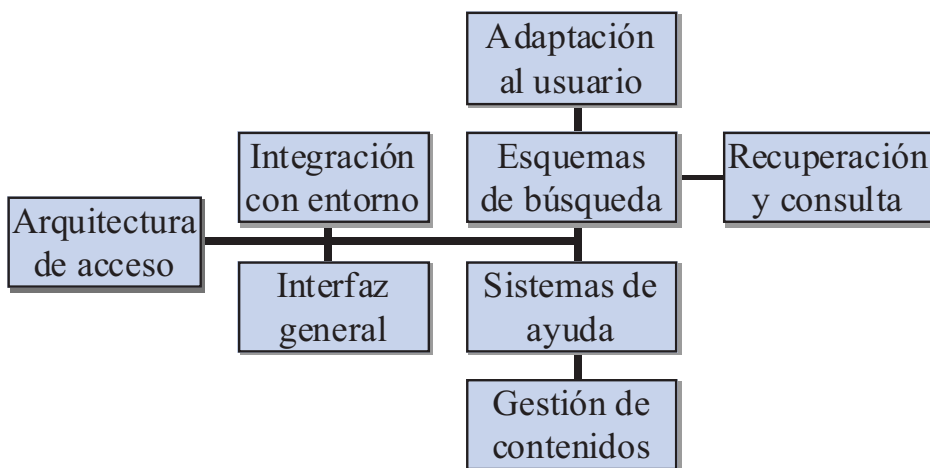 Adaptación
al usuario
Integración
con entorno
Esquemas
de búsqueda
Recuperación
y consulta
Arquitectura
de acceso
Interfaz
general
Sistemas de
ayuda
Gestión de
contenidos